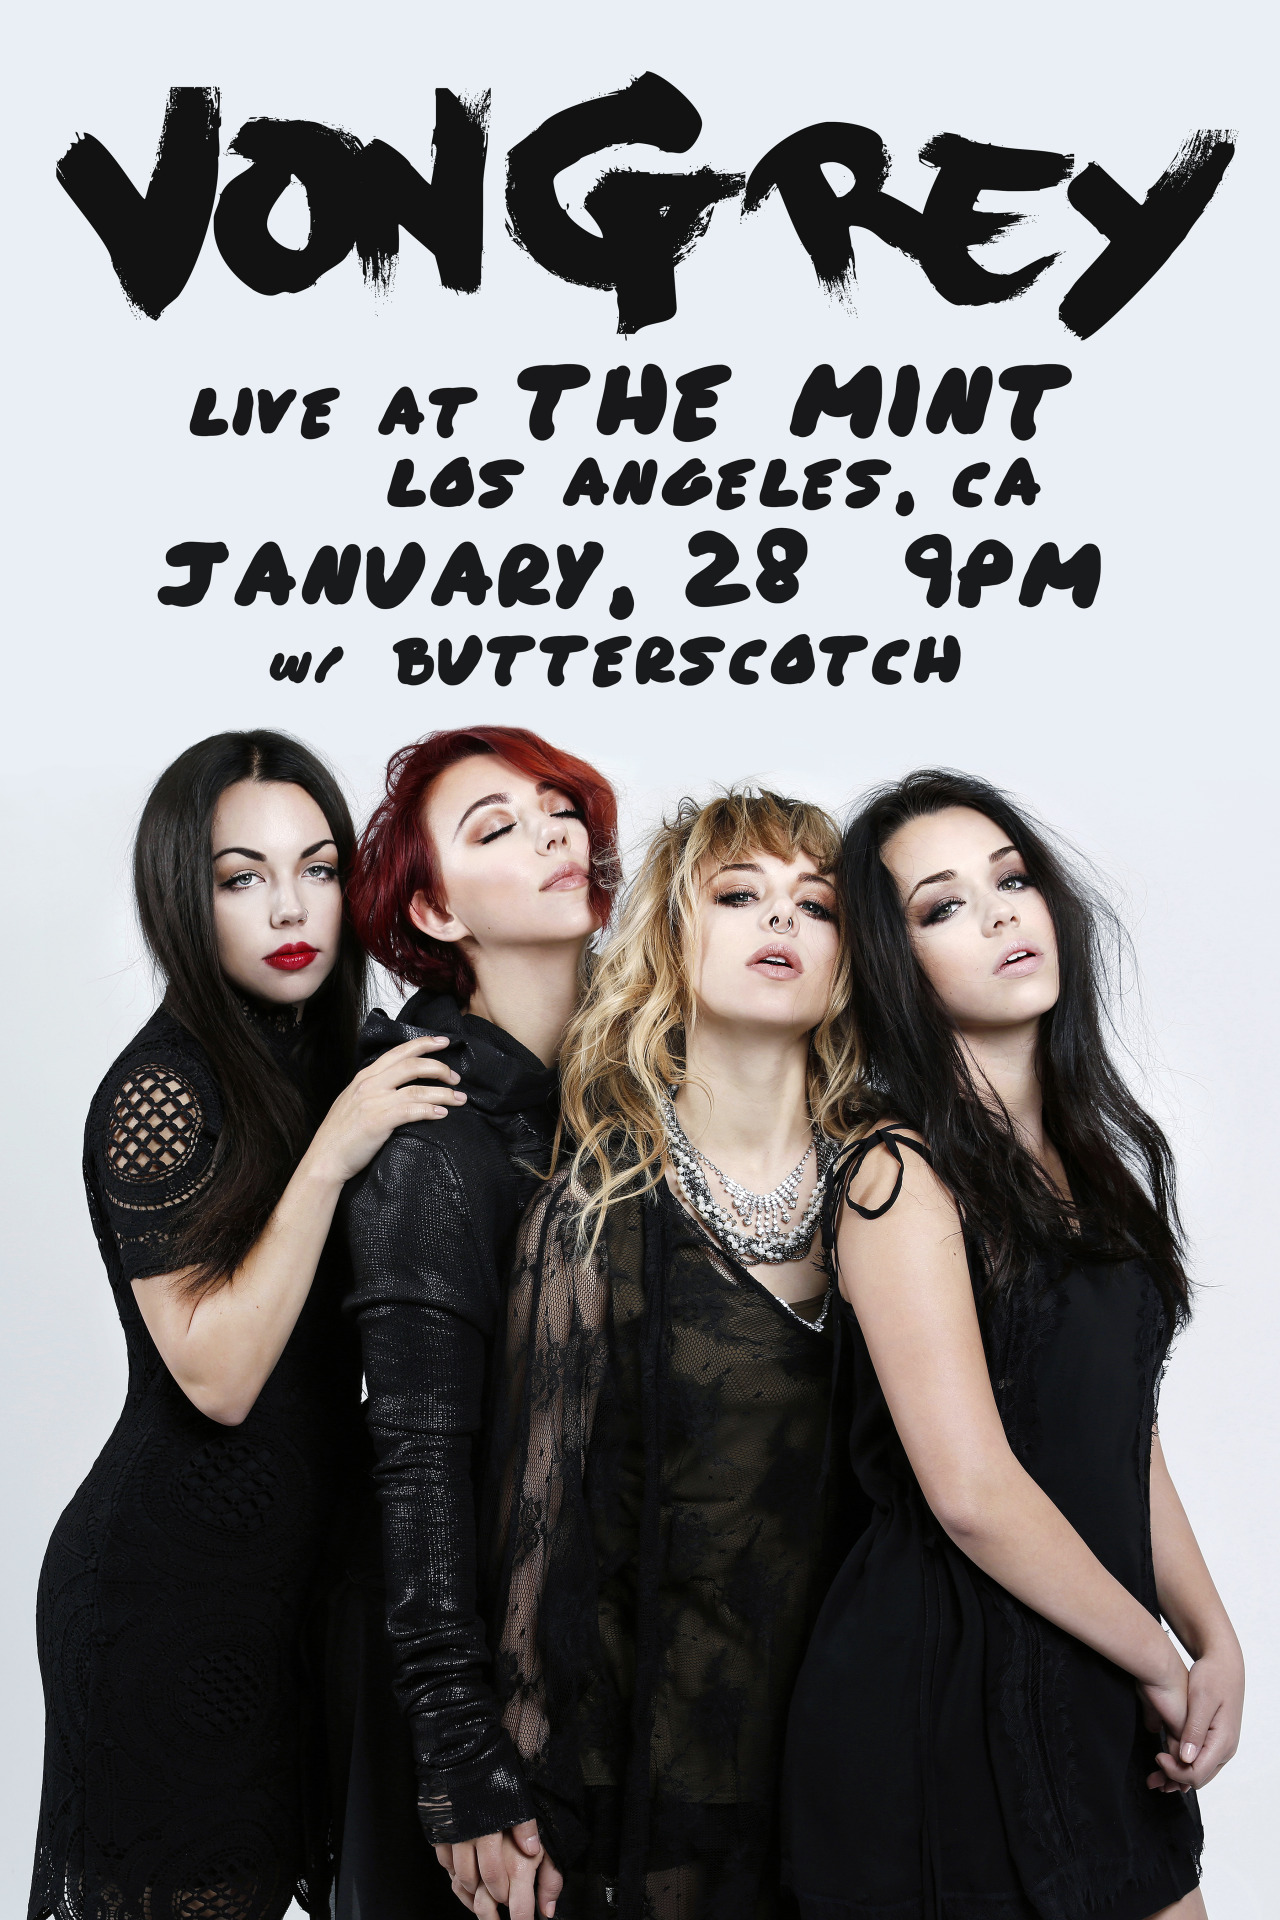 VONGREY
LIVE AT THE MINT
LOS ANGELES, CA
JANUARY, 28 9PM
w/ BUTTERSCOTCH